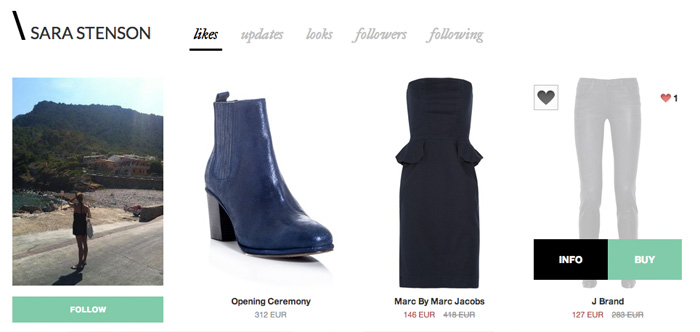 \ SARA STENSON
likes updates looks followers following
1
INFO BUY
FOLLOW
Opening Ceremony
312 EUR
Marc By Marc Jacobs
146 EUR 418 EUR
J Brand
127 EUR 283 EUR